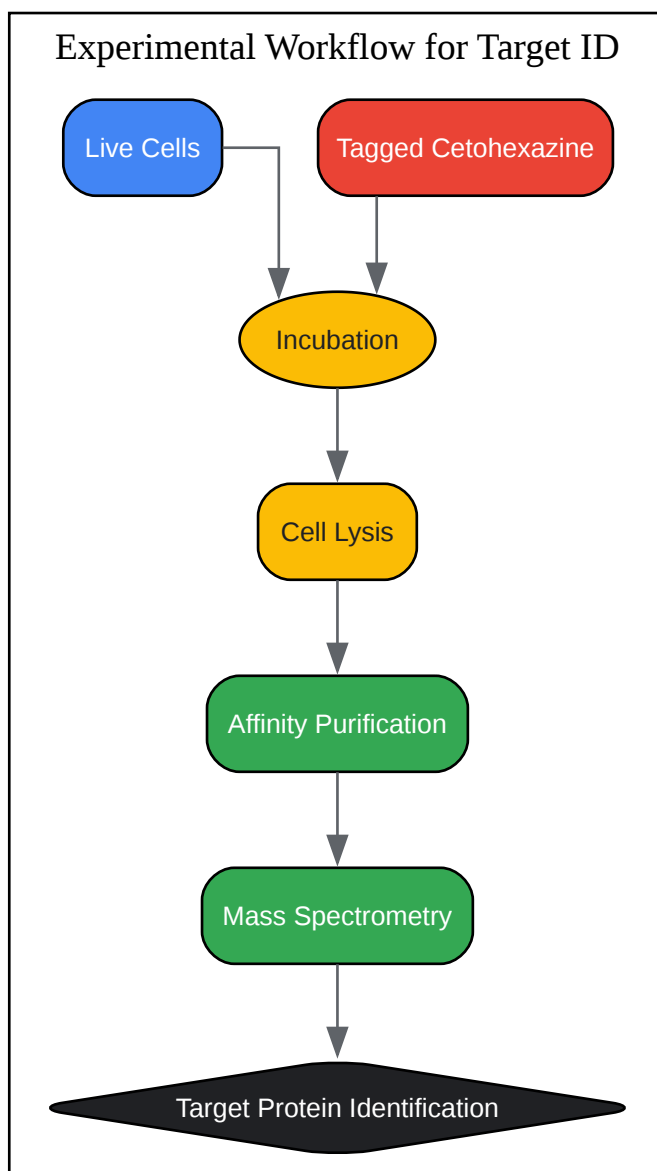 Experimental Workflow for Target ID
Live Cells
Tagged Cetohexazine
Incubation
Cell Lysis
Affinity Purification
Mass Spectrometry
Target Protein Identification